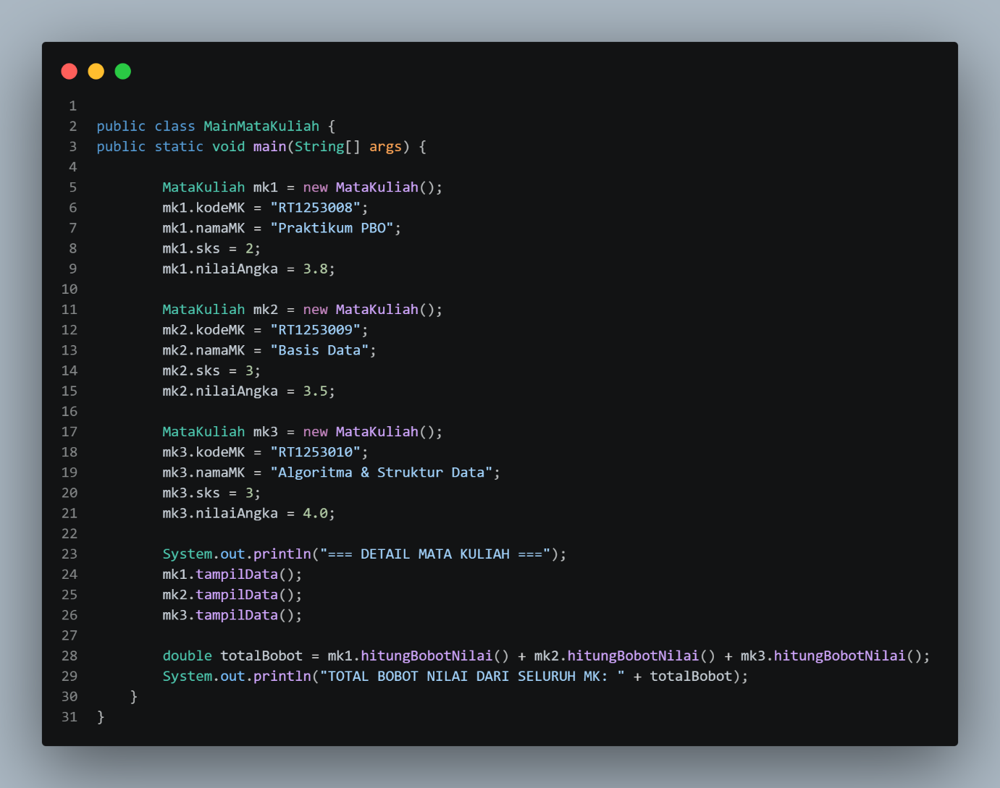 1
2 public class MainMataKuliah {
3 public static void main(String[] args) {
4
5         MataKuliah mk1 = new MataKuliah();
6         mk1.kodeMK = "RT1253008";
7         mk1.namaMK = "Praktikum PBO";
8         mk1.sks = 2;
9         mk1.nilaiAngka = 3.8;
10
11         MataKuliah mk2 = new MataKuliah();
12         mk2.kodeMK = "RT1253009";
13         mk2.namaMK = "Basis Data";
14         mk2.sks = 3;
15         mk2.nilaiAngka = 3.5;
16
17         MataKuliah mk3 = new MataKuliah();
18         mk3.kodeMK = "RT1253010";
19         mk3.namaMK = "Algoritma & Struktur Data";
20         mk3.sks = 3;
21         mk3.nilaiAngka = 4.0;
22
23         System.out.println("=== DETAIL MATA KULIAH ===");
24         mk1.tampilData();
25         mk2.tampilData();
26         mk3.tampilData();
27
28         double totalBobot = mk1.hitungBobotNilai() + mk2.hitungBobotNilai() + mk3.hitungBobotNilai();
29         System.out.println("TOTAL BOBOT NILAI DARI SELURUH MK: " + totalBobot);
30     }
31 }